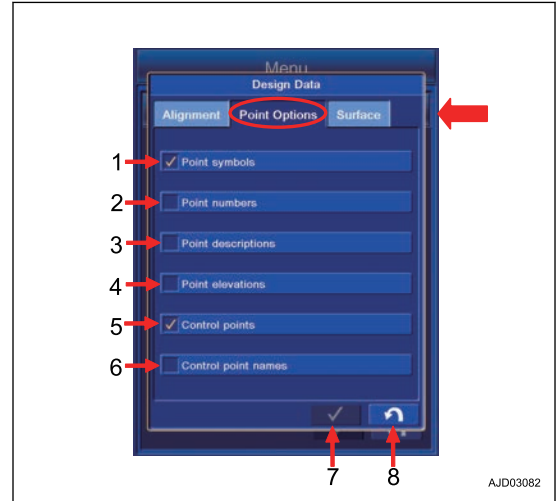 Menu
Design Data
Alignment Point Options Surface
1 Point symbols
2 Point numbers
3 Point descriptions
4 Point elevations
5 Control points
6 Control point names
7 8
AJD03082